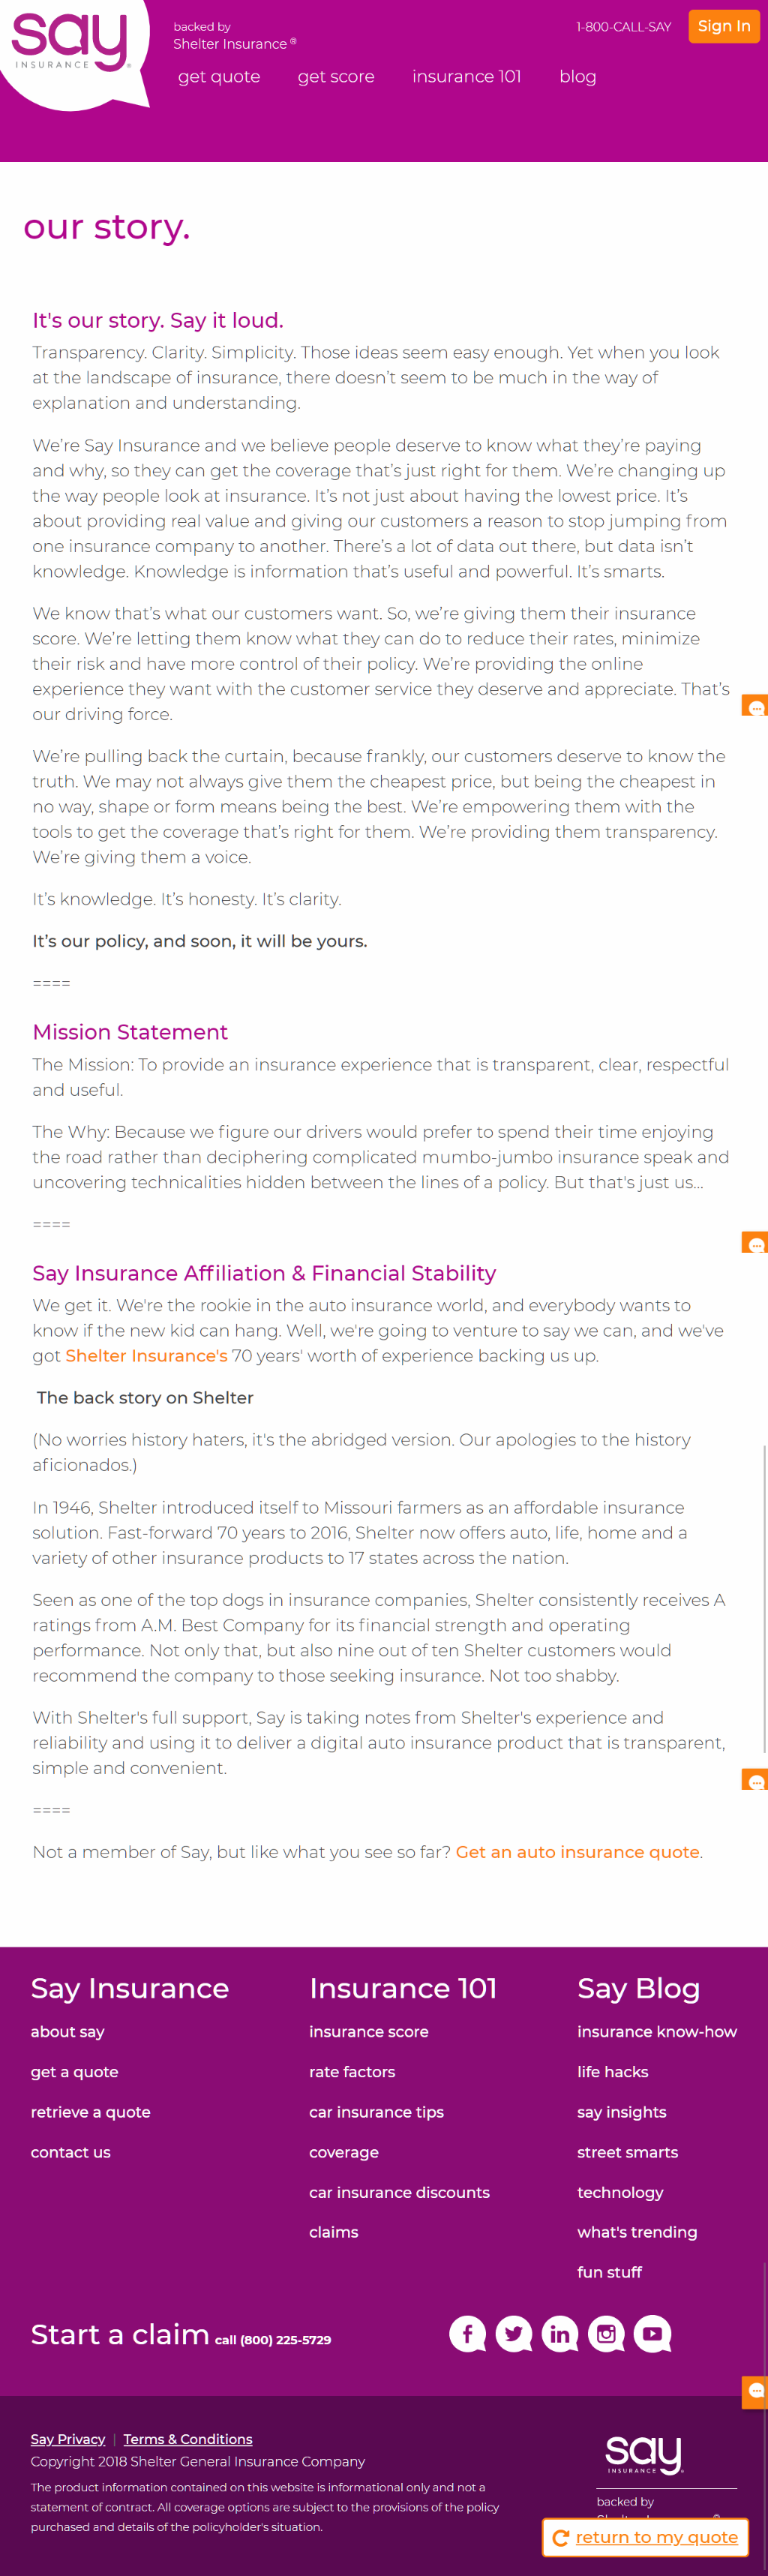 say
INSURANCE®
backed by
Shelter Insurance ®
1-800-CALL-SAY
Sign In
get quote
get score
insurance 101
blog
our story.
It's our story. Say it loud.
Transparency. Clarity. Simplicity. Those ideas seem easy enough. Yet when you look
at the landscape of insurance, there doesn’t seem to be much in the way of
explanation and understanding.
We’re Say Insurance and we believe people deserve to know what they’re paying
and why, so they can get the coverage that’s just right for them. We’re changing up
the way people look at insurance. It’s not just about having the lowest price. It’s
about providing real value and giving our customers a reason to stop jumping from
one insurance company to another. There’s a lot of data out there, but data isn’t
knowledge. Knowledge is information that’s useful and powerful. It’s smarts.
We know that’s what our customers want. So, we’re giving them their insurance
score. We’re letting them know what they can do to reduce their rates, minimize
their risk and have more control of their policy. We’re providing the online
experience they want with the customer service they deserve and appreciate. That’s
our driving force.
We’re pulling back the curtain, because frankly, our customers deserve to know the
truth. We may not always give them the cheapest price, but being the cheapest in
no way, shape or form means being the best. We’re empowering them with the
tools to get the coverage that’s right for them. We’re providing them transparency.
We’re giving them a voice.
It’s knowledge. It’s honesty. It’s clarity.
It’s our policy, and soon, it will be yours.
====
Mission Statement
The Mission: To provide an insurance experience that is transparent, clear, respectful
and useful.
The Why: Because we figure our drivers would prefer to spend their time enjoying
the road rather than deciphering complicated mumbo-jumbo insurance speak and
uncovering technicalities hidden between the lines of a policy. But that's just us...
====
Say Insurance Affiliation & Financial Stability
We get it. We're the rookie in the auto insurance world, and everybody wants to
know if the new kid can hang. Well, we're going to venture to say we can, and we've
got Shelter Insurance's 70 years' worth of experience backing us up.
The back story on Shelter
(No worries history haters, it's the abridged version. Our apologies to the history
aficionados.)
In 1946, Shelter introduced itself to Missouri farmers as an affordable insurance
solution. Fast-forward 70 years to 2016, Shelter now offers auto, life, home and a
variety of other insurance products to 17 states across the nation.
Seen as one of the top dogs in insurance companies, Shelter consistently receives A
ratings from A.M. Best Company for its financial strength and operating
performance. Not only that, but also nine out of ten Shelter customers would
recommend the company to those seeking insurance. Not too shabby.
With Shelter's full support, Say is taking notes from Shelter's experience and
reliability and using it to deliver a digital auto insurance product that is transparent,
simple and convenient.
====
Not a member of Say, but like what you see so far? Get an auto insurance quote.
Say Insurance
about say
get a quote
retrieve a quote
contact us
Insurance 101
insurance score
rate factors
car insurance tips
coverage
car insurance discounts
claims
Say Blog
insurance know-how
life hacks
say insights
street smarts
technology
what's trending
fun stuff
Start a claim call (800) 225-5729
Say Privacy | Terms & Conditions
Copyright 2018 Shelter General Insurance Company
The product information contained on this website is informational only and not a
statement of contract. All coverage options are subject to the provisions of the policy
purchased and details of the policyholder's situation.
say
INSURANCE®
backed by
return to my quote